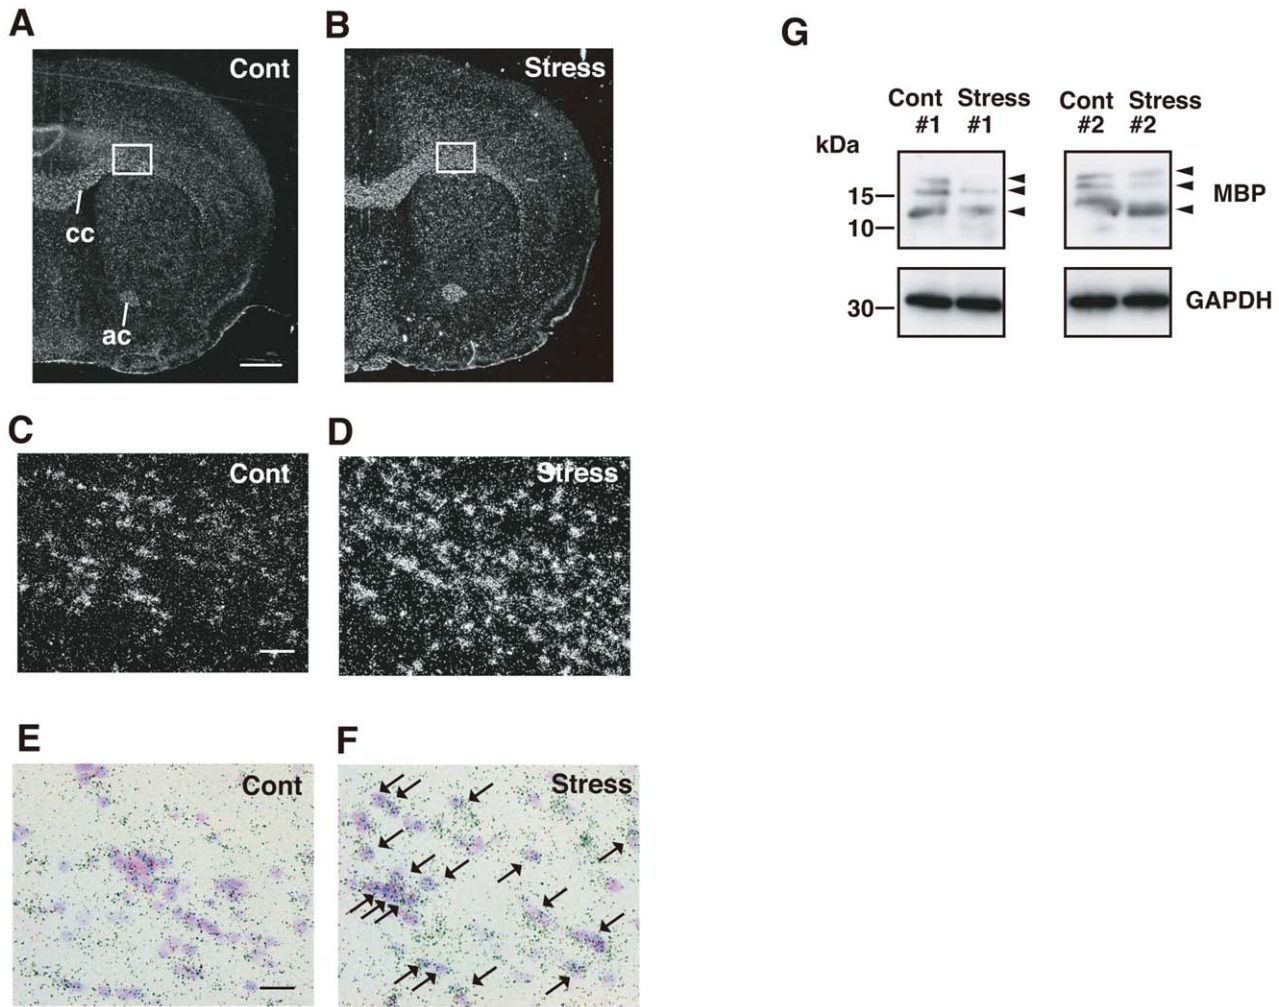 A
Cont
cc
ac
B
Stress
C
Cont
D
Stress
E
Cont
F
Stress
G
Cont Stress Cont Stress
#1 #1 #2 #2
kDa
15
10
MBP
30
GAPDH